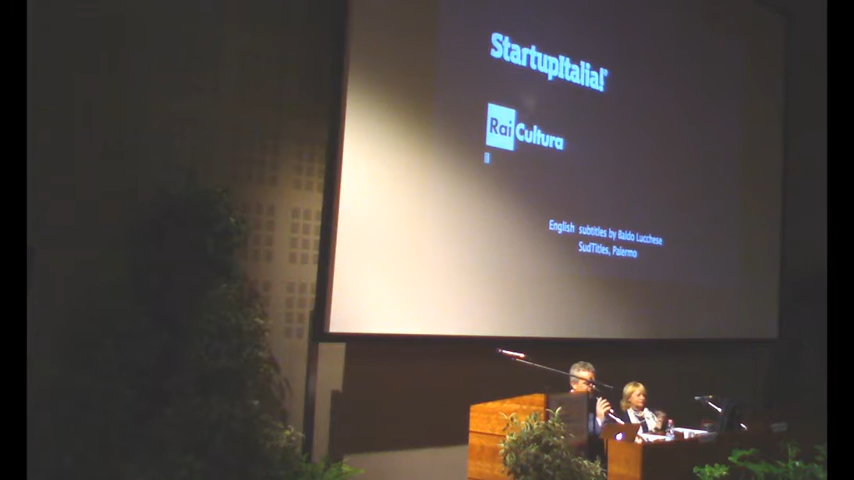 StartupItalia!
Rai Cultura
English subtitles by Baldo Lucchese
SudTitles, Palermo